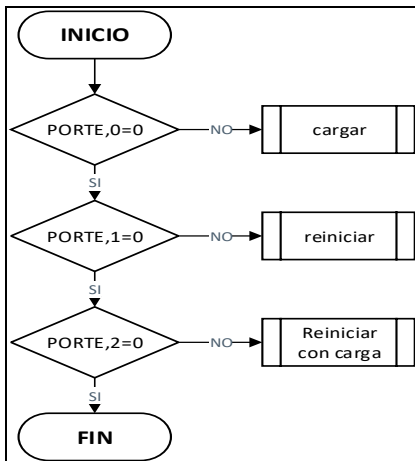 INICIO
PORTE,0=0
NO
cargar
SI
PORTE,1=0
NO
reiniciar
SI
PORTE,2=0
NO
Reiniciar
con carga
SI
FIN